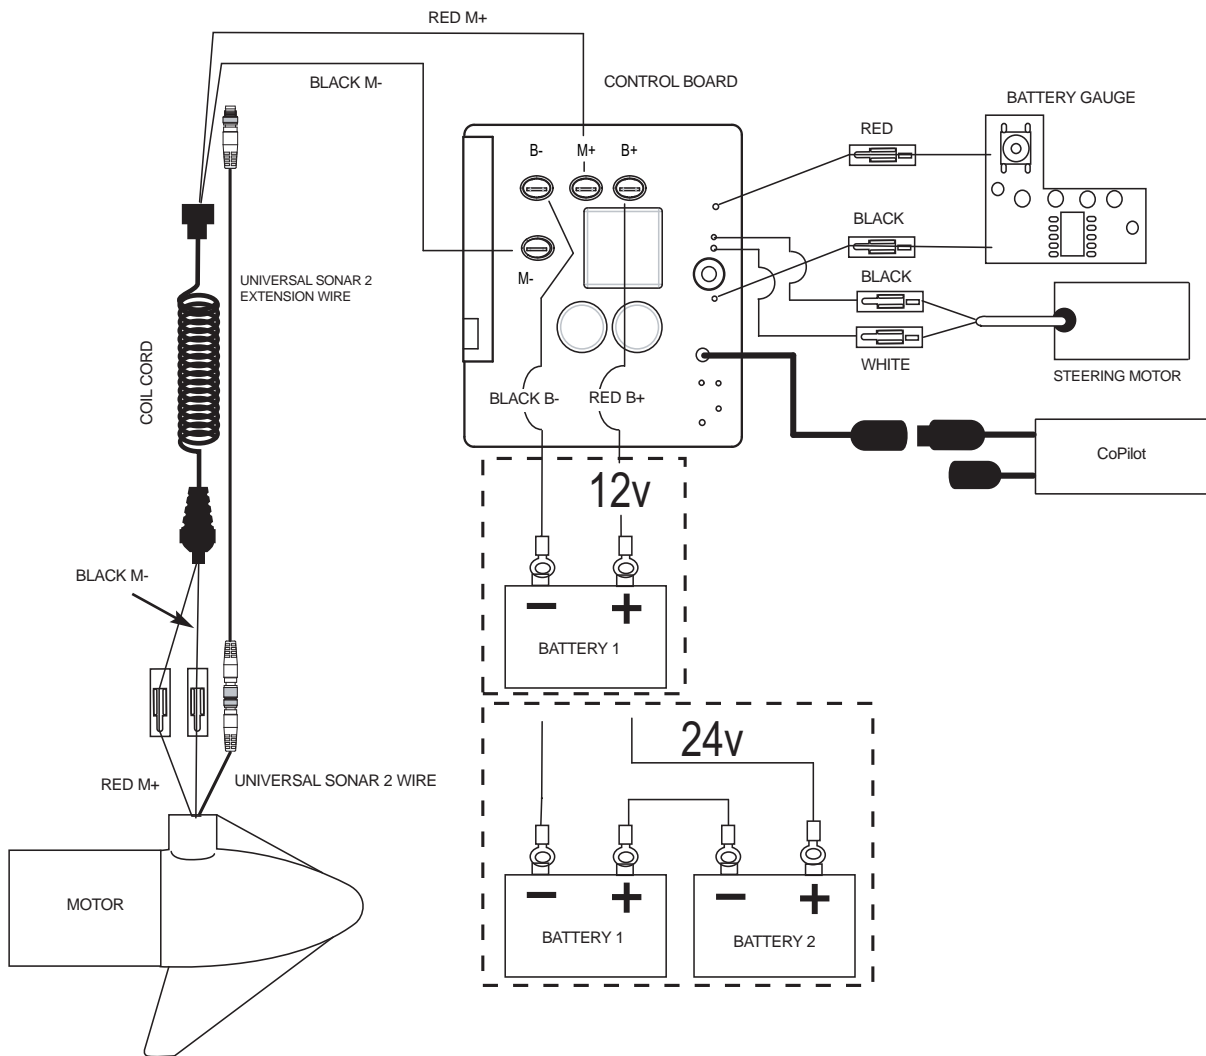 RED M+
BLACK M-
CONTROL BOARD
BATTERY GAUGE
RED
B-
M+
B+
BLACK
M-
UNIVERSAL SONAR 2
EXTENSION WIRE
BLACK
COIL CORD
WHITE
STEERING MOTOR
BLACK B-
RED B+
CoPilot
12v
BLACK M-
BATTERY 1
24v
RED M+
UNIVERSAL SONAR 2 WIRE
MOTOR
BATTERY 1
BATTERY 2